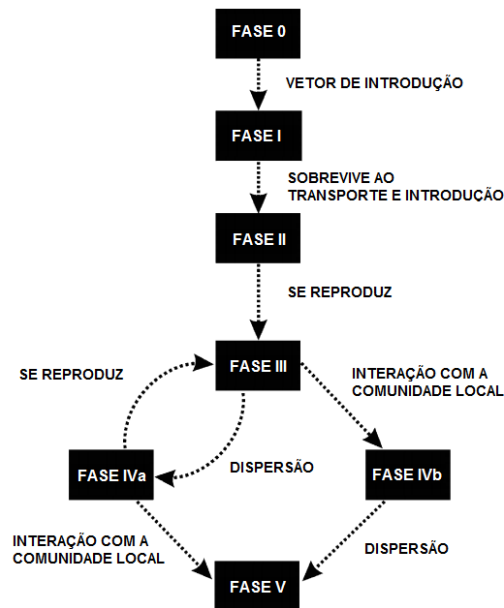 FASE 0
VETOR DE INTRODUÇÃO
FASE I
SOBREVIVE AO
TRANSPORTE E INTRODUÇÃO
FASE II
SE REPRODUZ
FASE III
SE REPRODUZ
INTERAÇÃO COM A
COMUNIDADE LOCAL
DISPERSÃO
FASE IVa
FASE IVb
INTERAÇÃO COM A
COMUNIDADE LOCAL
DISPERSÃO
FASE V